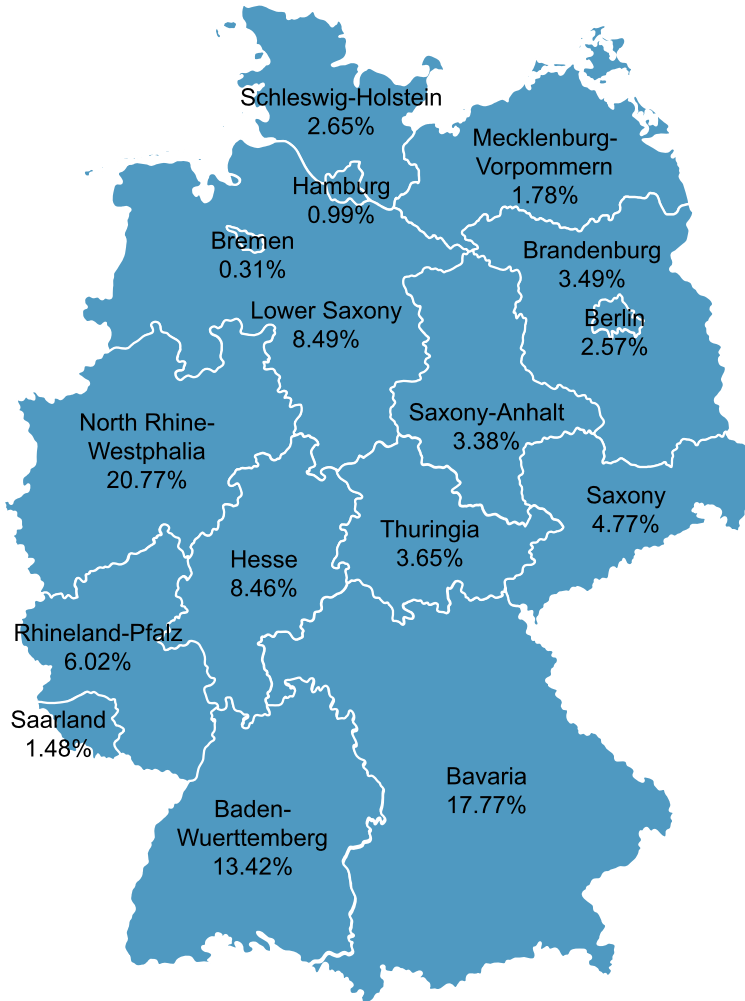 Schleswig-Holstein
2.65%
Mecklenburg-
Vorpommern
1.78%
Hamburg
0.99%
Bremen
0.31%
Brandenburg
3.49%
Lower Saxony
8.49%
Berlin
2.57%
North Rhine-
Westphalia
20.77%
Saxony-Anhalt
3.38%
Saxony
4.77%
Thuringia
3.65%
Hesse
8.46%
Rhineland-Pfalz
6.02%
Saarland
1.48%
Bavaria
17.77%
Baden-
Wuerttemberg
13.42%